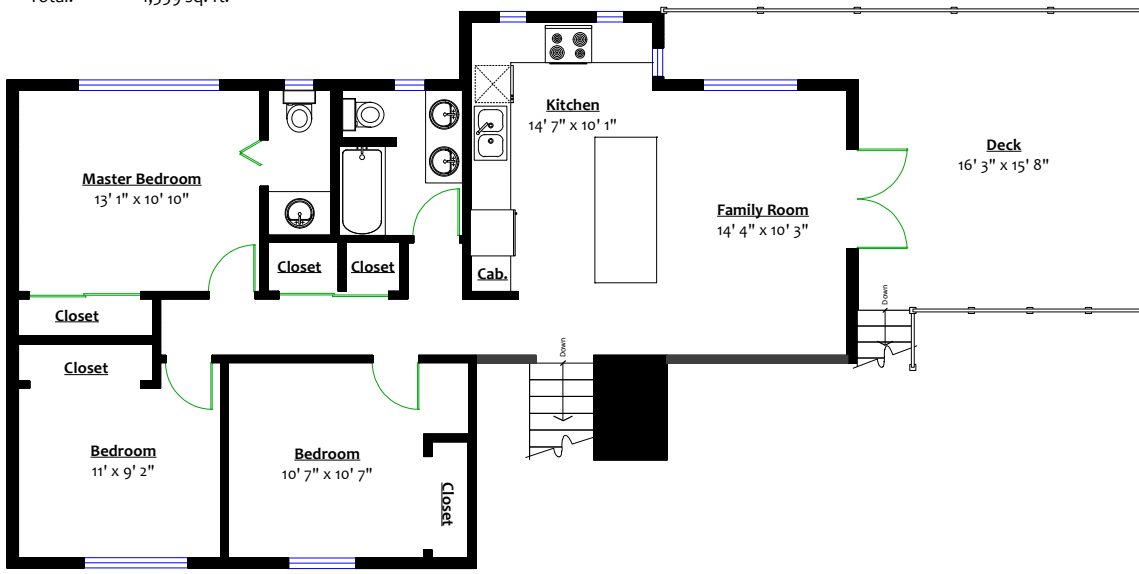 Total:
Kitchen
14' 7" x 10' 1"
Deck
16' 3" x 15' 8"
Master Bedroom
13' 1" x 10' 10"
Family Room
14' 4" x 10' 3"
Closet
Closet
Cab.
Down
Closet
Down
Closet
Bedroom
11' x 9' 2"
Bedroom
10' 7" x 10' 7"
Closet